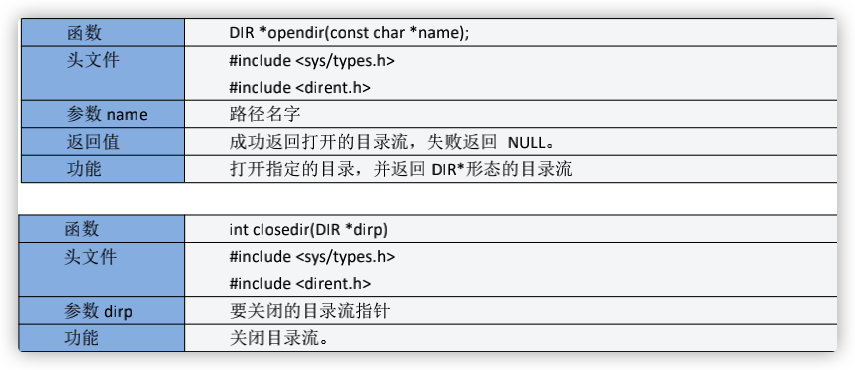 函数 DIR *opendir(const char *name);
头文件 #include <sys/types.h>
#include <dirent.h>
参数 name 路径名字
返回值 成功返回打开的目录流，失败返回 NULL。
功能 打开指定的目录，并返回 DIR*形态的目录流
函数 int closedir(DIR *dirp)
头文件 #include <sys/types.h>
#include <dirent.h>
参数 dirp 要关闭的目录流指针
功能 关闭目录流。